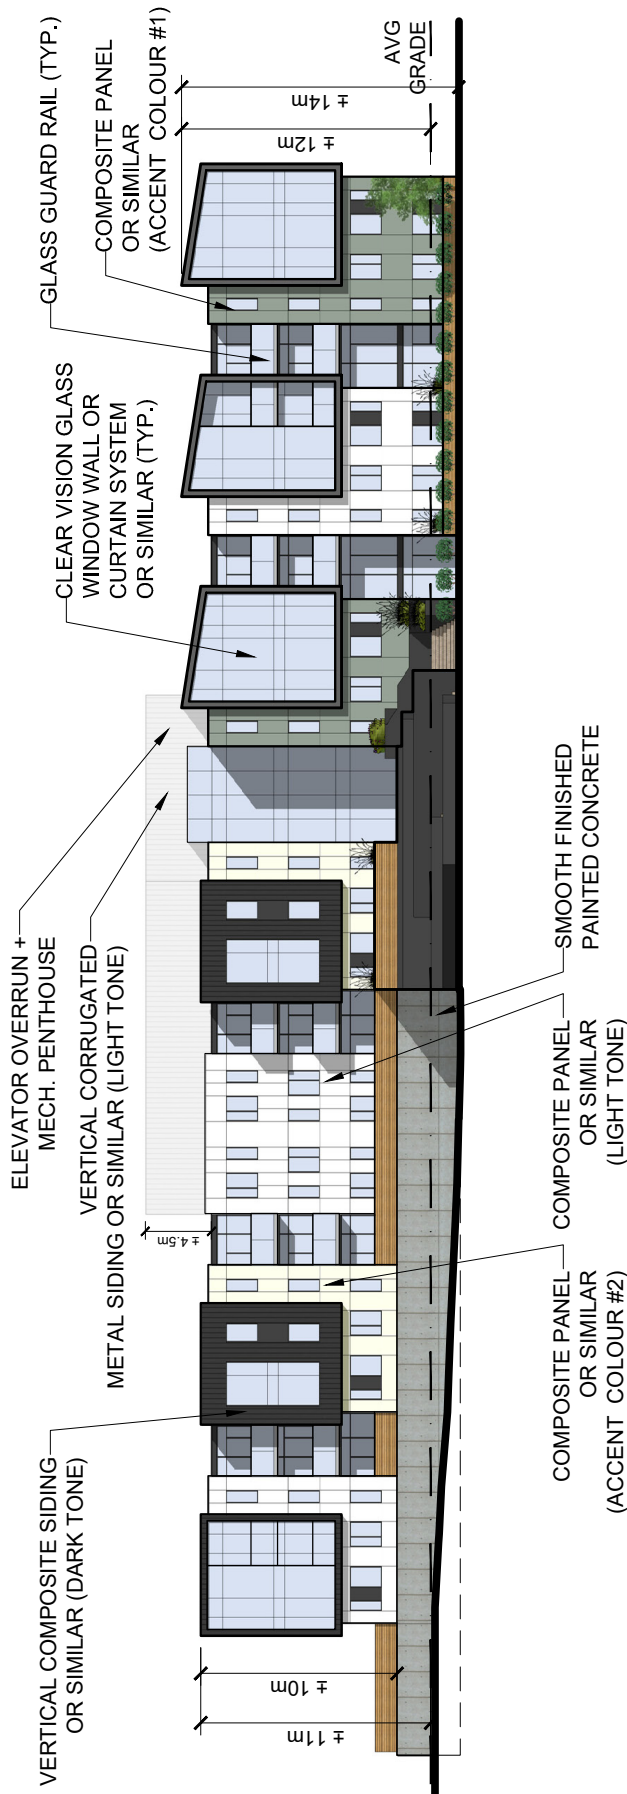 VERTICAL COMPOSITE SIDING
OR SIMILAR (DARK TONE)
ELEVATOR OVERRUN +
MECH. PENTHOUSE
VERTICAL CORRUGATED
METAL SIDING OR SIMILAR (LIGHT TONE)
CLEAR VISION GLASS
WINDOW WALL OR
CURTAIN SYSTEM
OR SIMILAR (TYP.)
GLASS GUARD RAIL (TYP.)
COMPOSITE PANEL
OR SIMILAR
(ACCENT COLOUR #1)
± 4.5m
± 10m
± 11m
± 12m
± 14m
AVG
GRADE
COMPOSITE PANEL
OR SIMILAR
(ACCENT COLOUR #2)
COMPOSITE PANEL
OR SIMILAR
(LIGHT TONE)
SMOOTH FINISHED
PAINTED CONCRETE